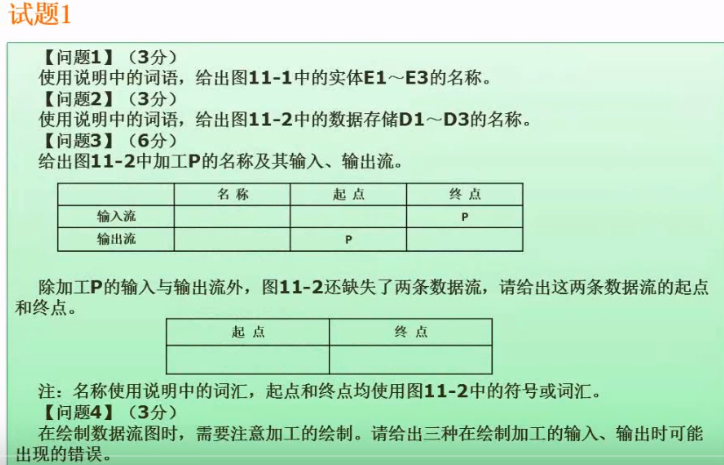 试题1
【问题1】（3分）
使用说明中的词语，给出图11-1中的实体E1～E3的名称。
【问题2】（3分）
使用说明中的词语，给出图11-2中的数据存储D1～D3的名称。
【问题3】（6分）
给出图11-2中加工P的名称及其输入、输出流。
名 称 起 点 终 点
输入流 P
输出流 P
除加工P的输入与输出流外，图11-2还缺失了两条数据流，请给出这两条数据流的起点
和终点。
起 点 终 点
注：名称使用说明中的词汇，起点和终点均使用图11-2中的符号或词汇。
【问题4】（3分）
在绘制数据流图时，需要注意加工的绘制。请给出三种在绘制加工的输入、输出时可能
出现的错误。